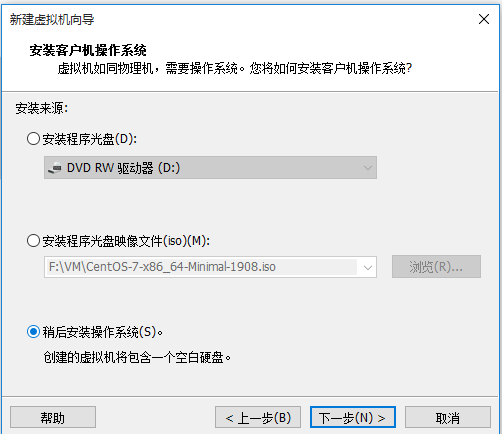 新建虚拟机向导
安装客户机操作系统
虚拟机如同物理机，需要操作系统。您将如何安装客户机操作系统?
安装来源:
安装程序光盘(D):
DVD RW 驱动器 (D:)
安装程序光盘映像文件(iso)(M):
F:\VM\CentOS-7-x86_64-Minimal-1908.iso
浏览(R)...
稍后安装操作系统(S)。
创建的虚拟机将包含一个空白硬盘。
帮助
< 上一步(B)
下一步(N) >
取消